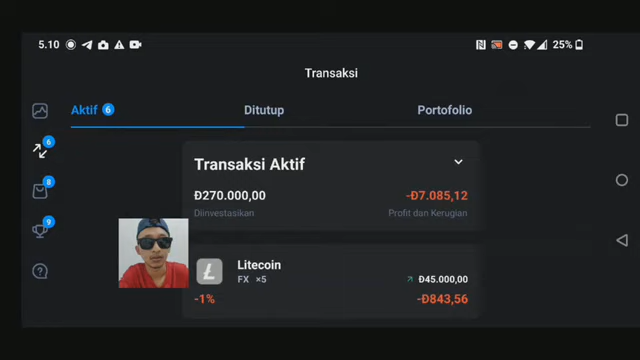 5.10
25%
Transaksi
Aktif 6
Ditutup
Portofolio
6
8
9
Transaksi Aktif
Đ270.000,00
-Đ7.085,12
Diinvestasikan
Profit dan Kerugian
Litecoin
FX ×5
Đ45.000,00
-1%
-Đ843,56